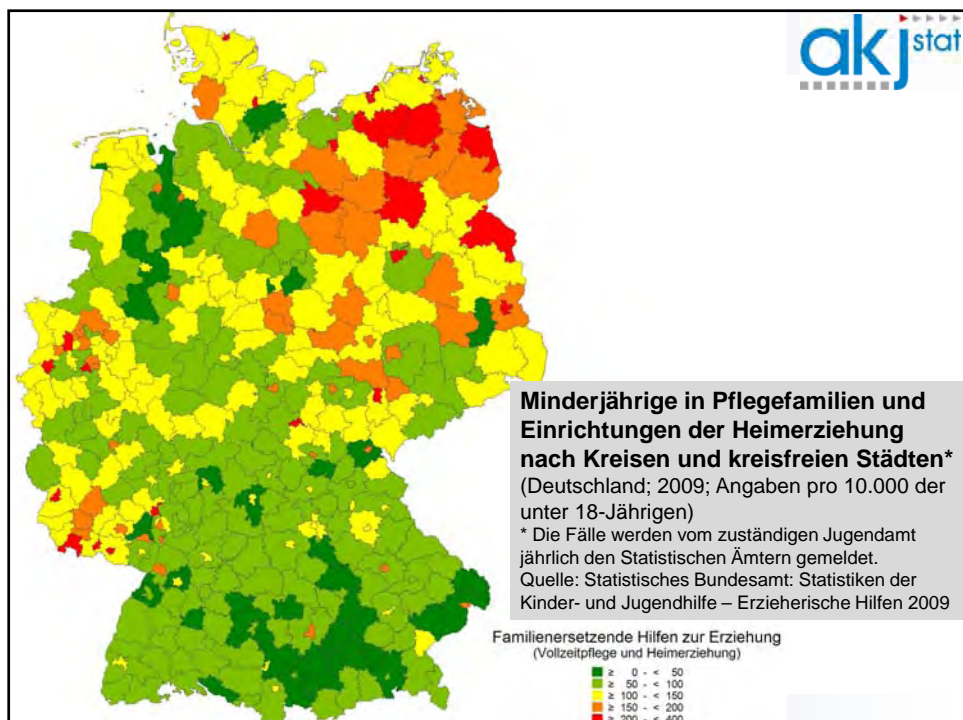 akj stat
Minderjährige in Pflegefamilien und
Einrichtungen der Heimerziehung
nach Kreisen und kreisfreien Städten*
(Deutschland; 2009; Angaben pro 10.000 der
unter 18-Jährigen)
* Die Fälle werden vom zuständigen Jugendamt
jährlich den Statistischen Ämtern gemeldet.
Quelle: Statistisches Bundesamt: Statistiken der
Kinder- und Jugendhilfe – Erzieherische Hilfen 2009
Familienersetzende Hilfen zur Erziehung
(Vollzeitpflege und Heimerziehung)
≥ 0 - < 50
≥ 50 - < 100
≥ 100 - < 150
≥ 150 - < 200
≥ 200 - < 400